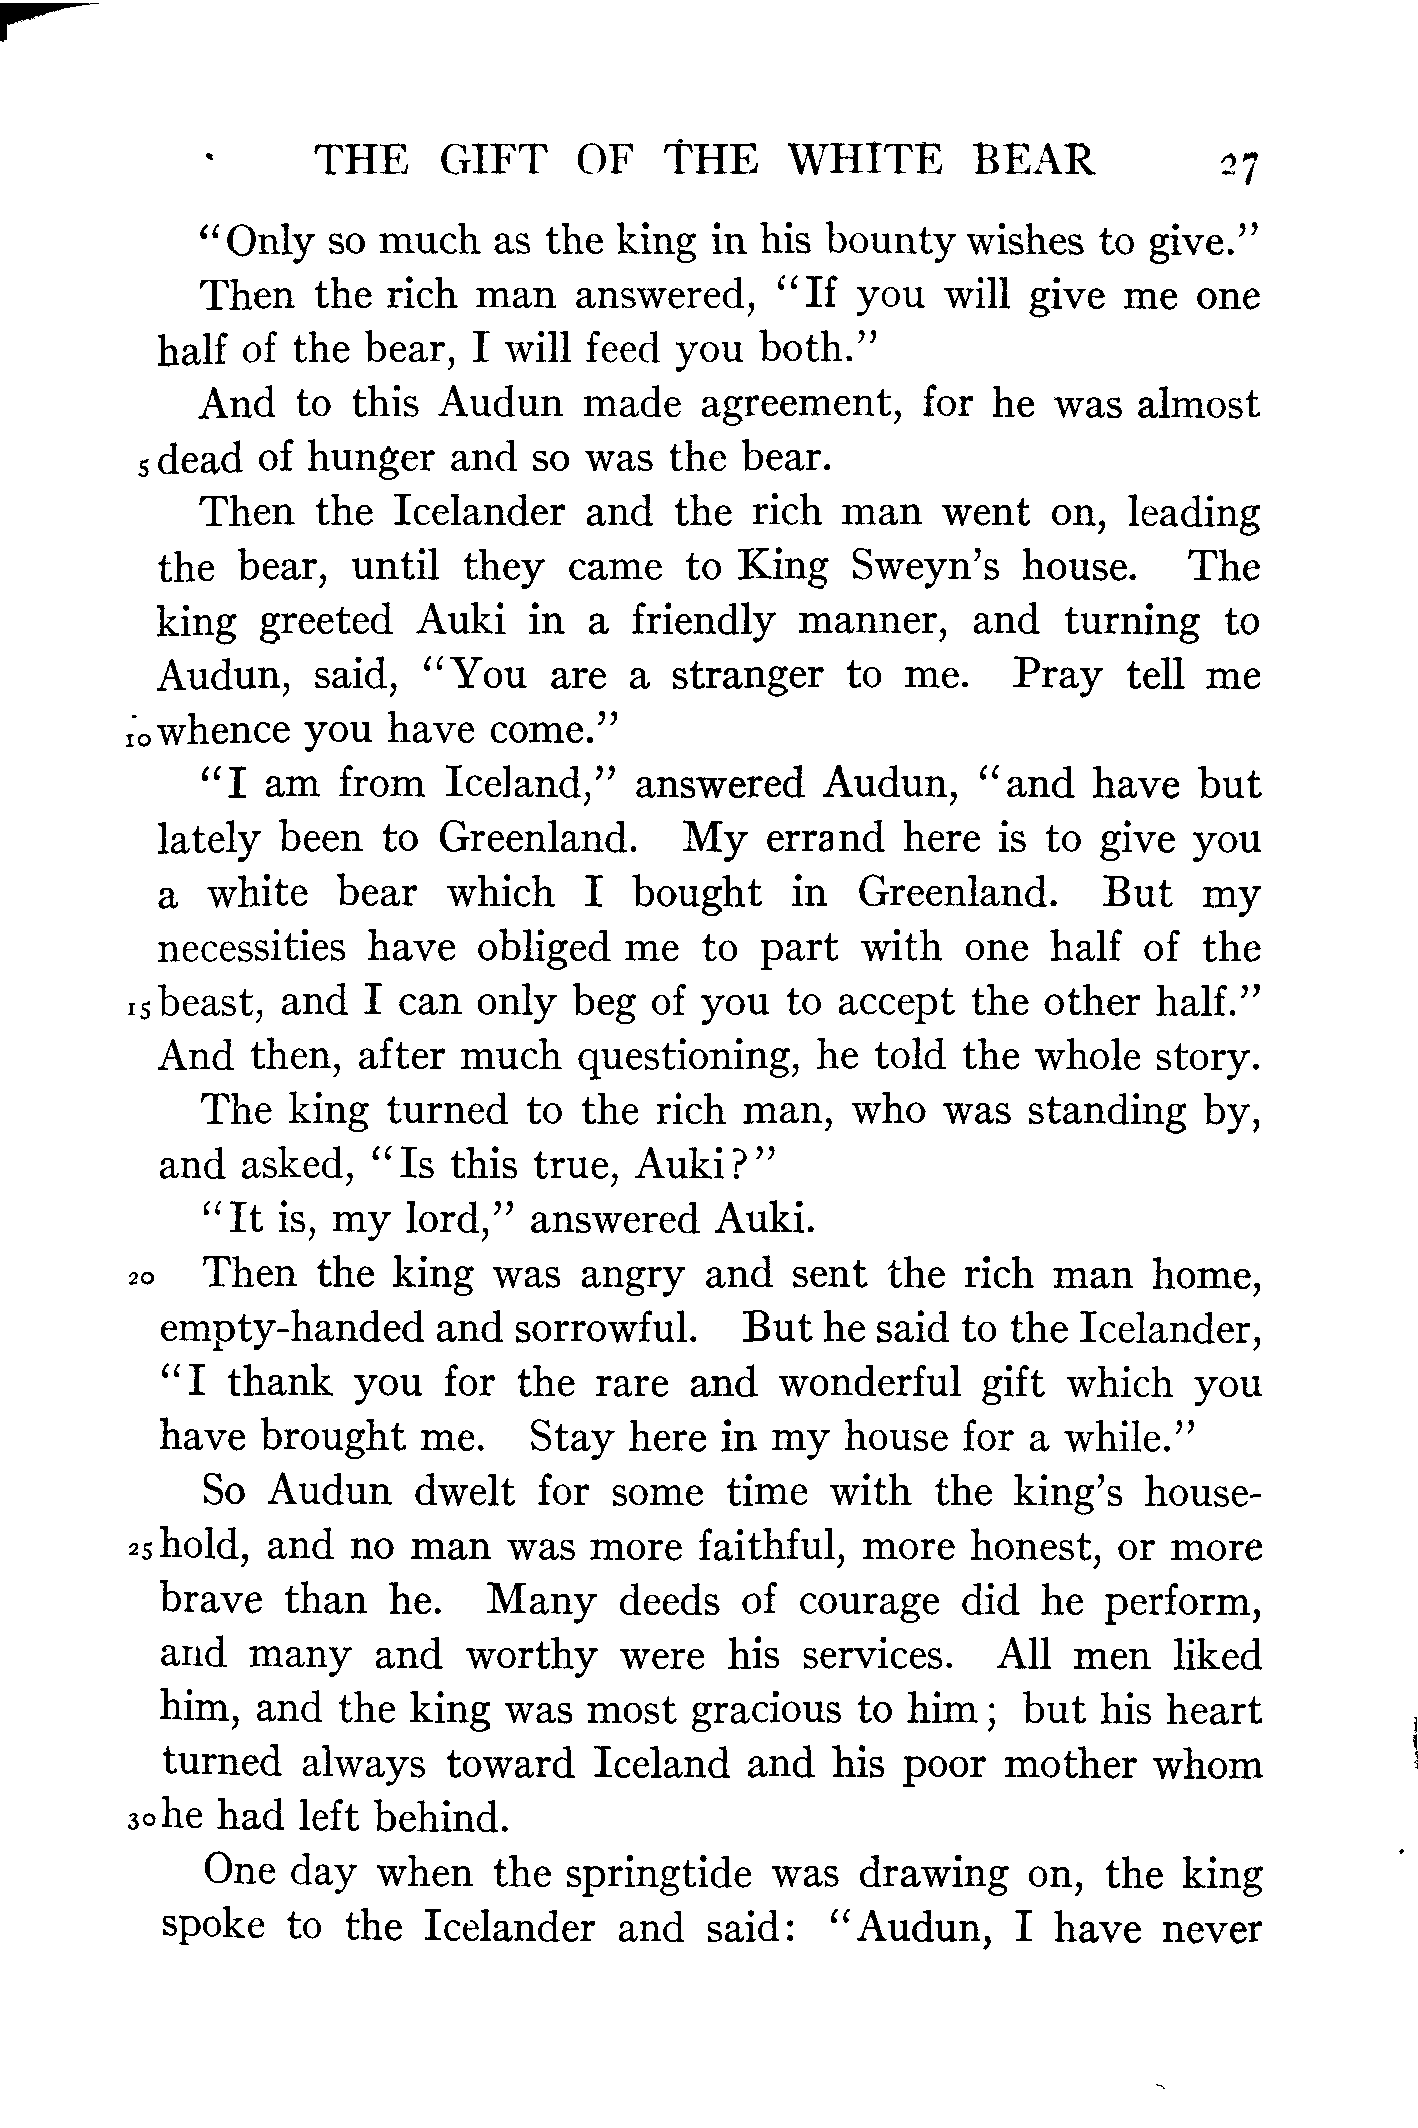 THE GIFT OF THE WHITE BEAR 27
"Only so much as the king in his bounty wishes to give."
Then the rich man answered, "If you will give me one
half of the bear, I will feed you both."
And to this Audun made agreement, for he was almost
5 dead of hunger and so was the bear.
Then the Icelander and the rich man went on, leading
the bear, until they came to King Sweyn's house. The
king greeted Auki in a friendly manner, and turning to
Audun, said, "You are a stranger to me. Pray tell me
10 whence you have come."
"I am from Iceland," answered Audun, "and have but
lately been to Greenland. My errand here is to give you
a white bear which I bought in Greenland. But my
necessities have obliged me to part with one half of the
15 beast, and I can only beg of you to accept the other half."
And then, after much questioning, he told the whole story.
The king turned to the rich man, who was standing by,
and asked, "Is this true, Auki?"
"It is, my lord," answered Auki.
20 Then the king was angry and sent the rich man home,
empty-handed and sorrowful. But he said to the Icelander,
"I thank you for the rare and wonderful gift which you
have brought me. Stay here in my house for a while."
So Audun dwelt for some time with the king's house-
25 hold, and no man was more faithful, more honest, or more
brave than he. Many deeds of courage did he perform,
and many and worthy were his services. All men liked
him, and the king was most gracious to him; but his heart
turned always toward Iceland and his poor mother whom
30 he had left behind.
One day when the springtide was drawing on, the king
spoke to the Icelander and said: "Audun, I have never